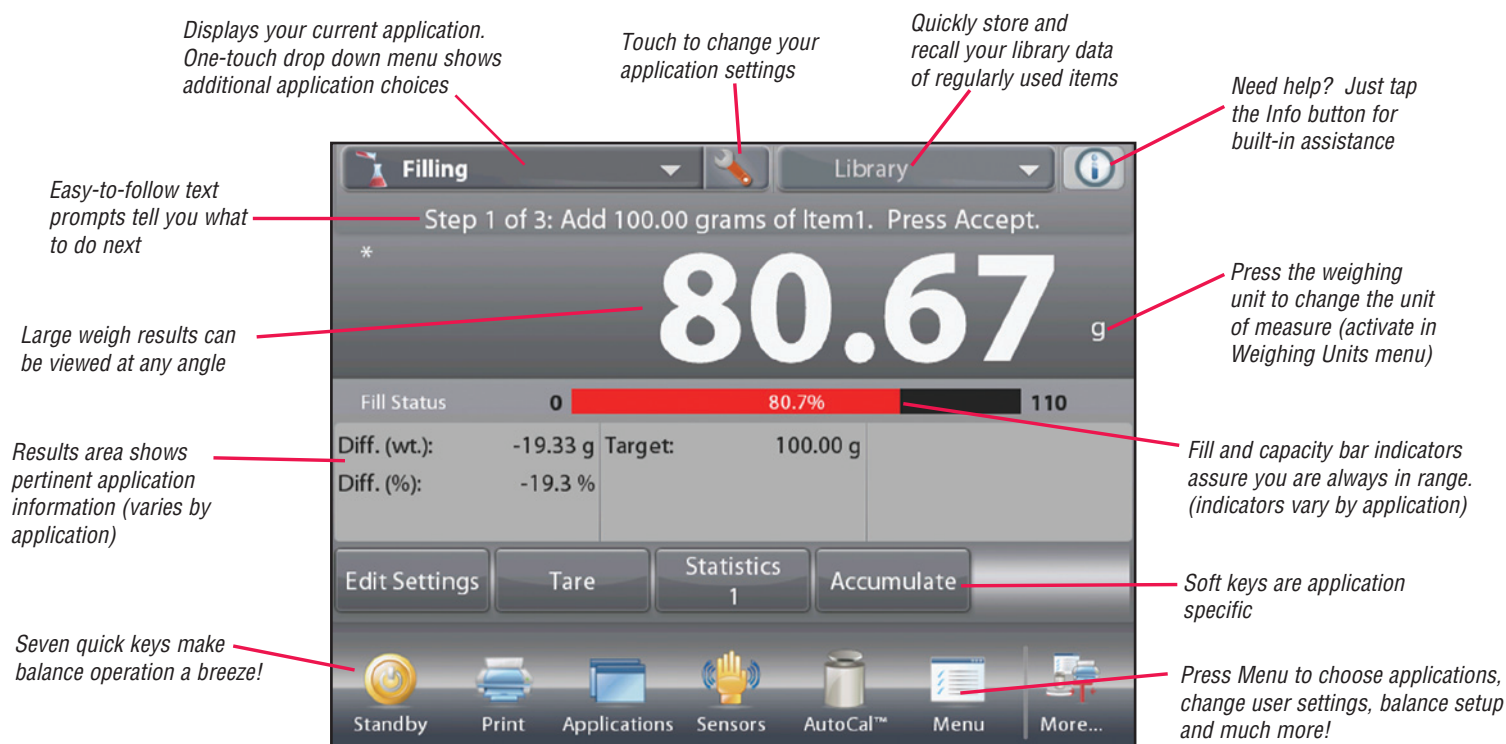 Displays your current application.
One-touch drop down menu shows
additional application choices
Touch to change your
application settings
Quickly store and
recall your library data
of regularly used items
Need help? Just tap
the Info button for
built-in assistance
Easy-to-follow text
prompts tell you what
to do next
Large weigh results can
be viewed at any angle
Results area shows
pertinent application
information (varies by
application)
Seven quick keys make
balance operation a breeze!
Filling
Library
i
Step 1 of 3: Add 100.00 grams of Item1. Press Accept.
*
80.67 g
Fill Status 0 80.7% 110
Diff. (wt.): -19.33 g Target: 100.00 g
Diff. (%): -19.3 %
Edit Settings
Tare
Statistics
1
Accumulate
Standby
Print
Applications
Sensors
AutoCal™
Menu
More...
Press the weighing
unit to change the unit
of measure (activate in
Weighing Units menu)
Fill and capacity bar indicators
assure you are always in range.
(indicators vary by application)
Soft keys are application
specific
Press Menu to choose applications,
change user settings, balance setup
and much more!